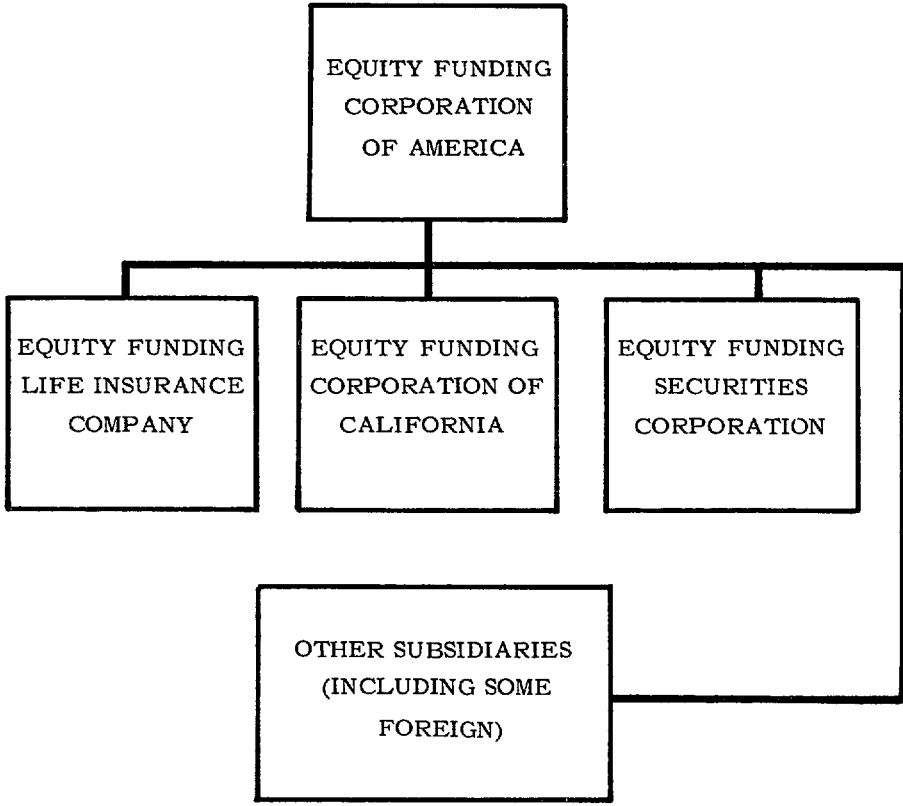 EQUITY FUNDING
CORPORATION
OF AMERICA
EQUITY FUNDING
LIFE INSURANCE
COMPANY
EQUITY FUNDING
CORPORATION OF
CALIFORNIA
EQUITY FUNDING
SECURITIES
CORPORATION
OTHER SUBSIDIARIES
(INCLUDING SOME
FOREIGN)